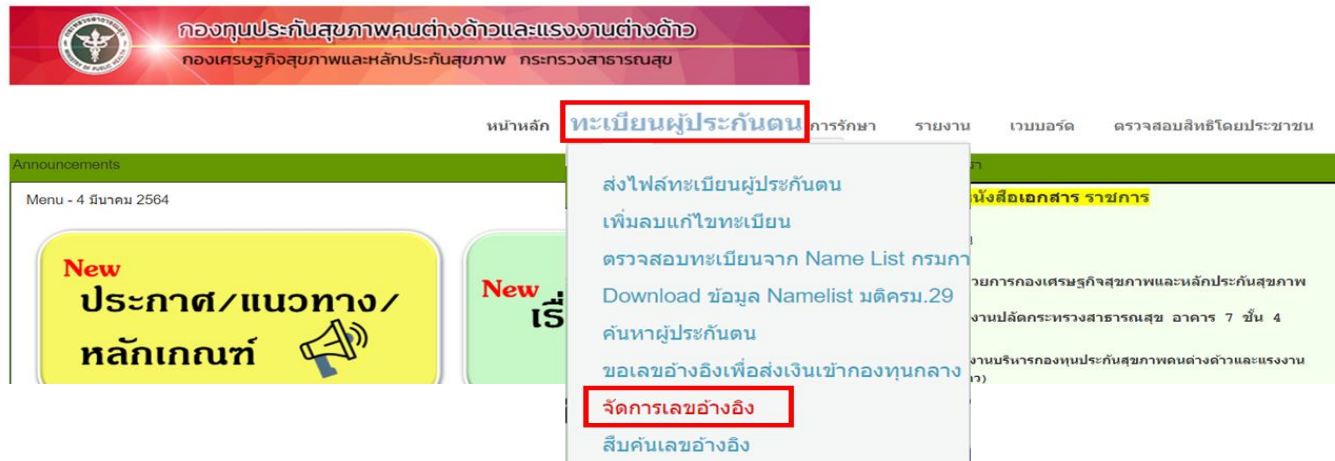 กองทุนประกันสุขภาพคนต่างด้าวและแรงงานต่างด้าว
กองเศรษฐกิจสุขภาพและหลักประกันสุขภาพ กระทรวงสาธารณสุข
หน้าหลัก ทะเบียนผู้ประกันตน การรักษา รายงาน เวบบอร์ด ตรวจสอบสิทธิโดยประชาชน
Announcements
Menu - 4 มีนาคม 2564
New
ประกาศ/แนวทาง/
หลักเกณฑ์
New
เรื่
ส่งไฟล์ทะเบียนผู้ประกันตน
เพิ่มลบแก้ไขทะเบียน
ตรวจสอบทะเบียนจาก Name List กรมกา
Download ข้อมูล Namelist มติครม.29
ค้นหาผู้ประกันตน
ขอเลขอ้างอิงเพื่อส่งเงินเข้ากองทุนกลาง
จัดการเลขอ้างอิง
สืบค้นเลขอ้างอิง
นังสือเอกสาร ราชการ
วยการกองเศรษฐกิจสุขภาพและหลักประกันสุขภาพ
งานปลัดกระทรวงสาธารณสุข อาคาร 7 ชั้น 4
งานบริหารกองทุนประกันสุขภาพคนต่างด้าวและแรงงาน
าว)